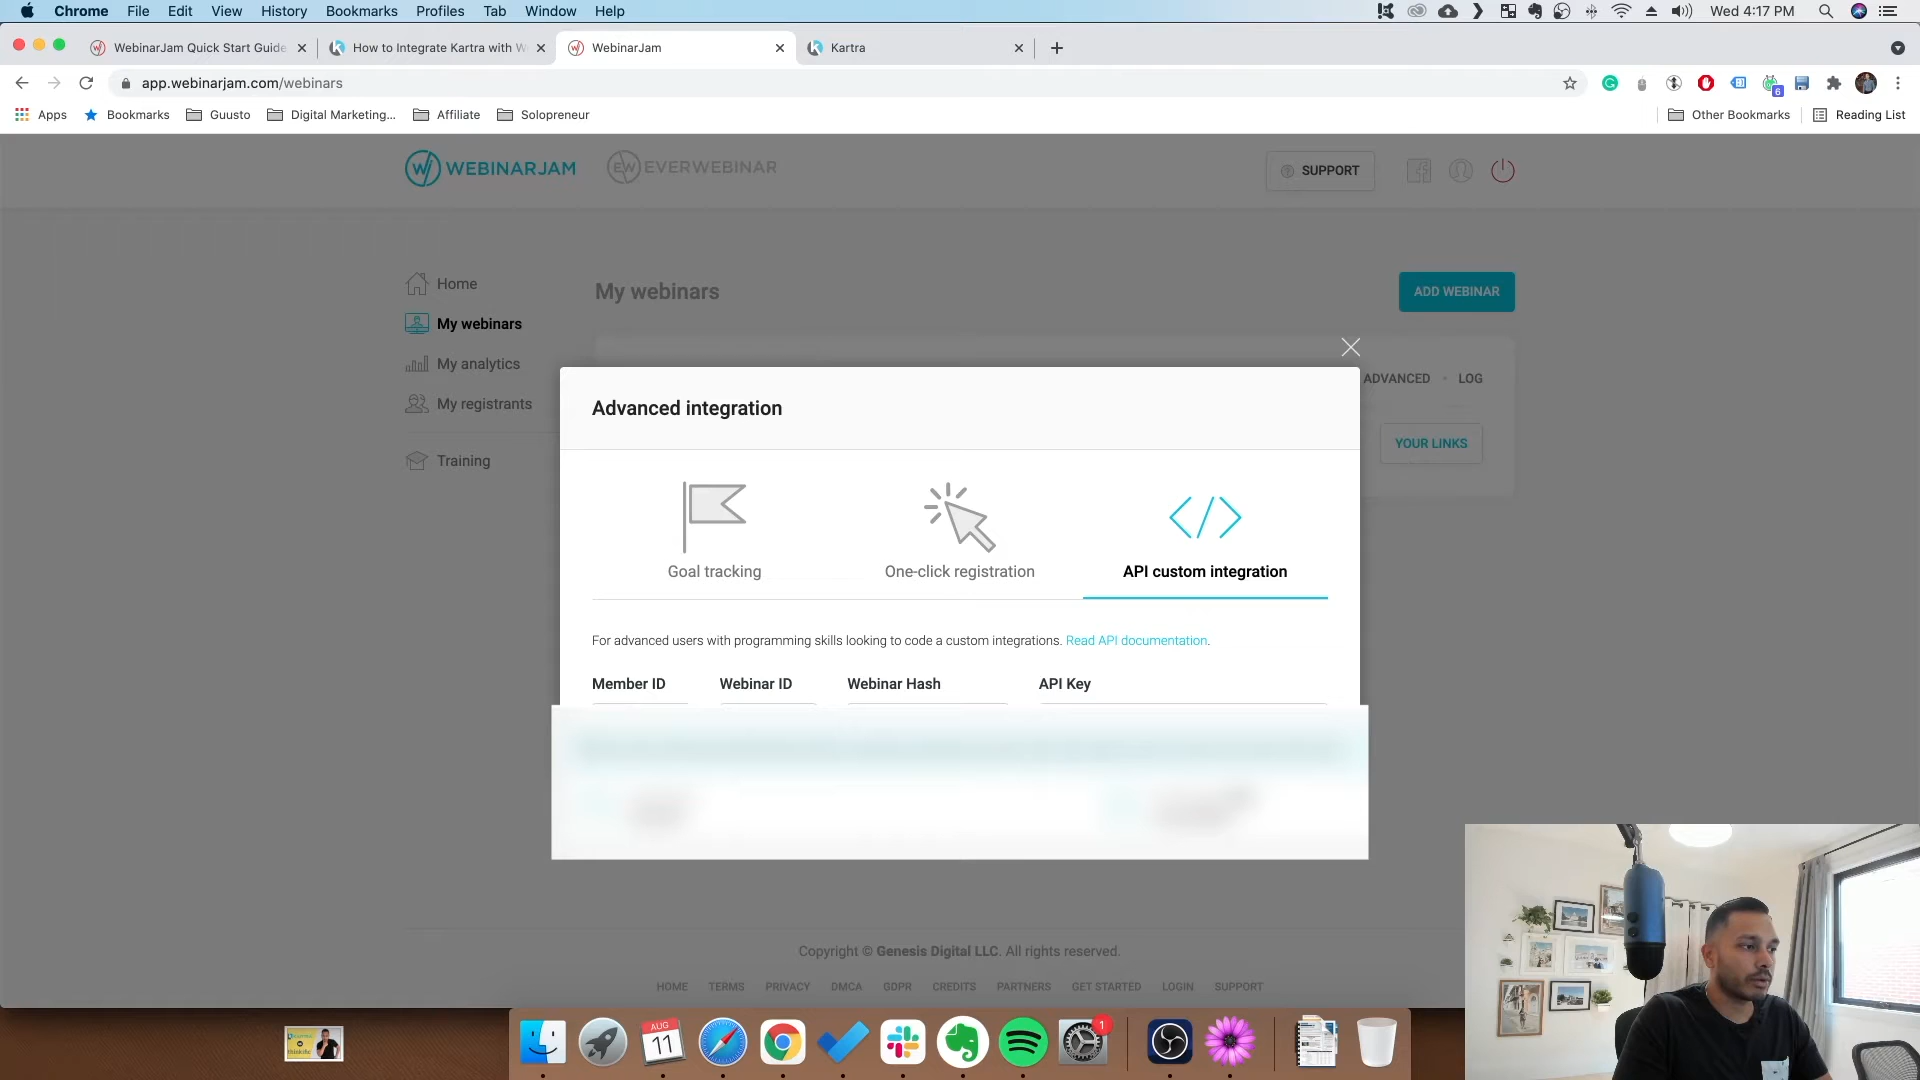 Chrome File Edit View History Bookmarks Profiles Tab Window Help Wed 4:17 PM
WebinarJam Quick Start Guide How to Integrate Kartra with W WebinarJam Kartra
app.webinarjam.com/webinars 6
Apps Bookmarks Guusto Digital Marketing... Affiliate Solopreneur Other Bookmarks Reading List
WEBINARJAM EVERWEBINAR SUPPORT
Home
My webinars
My analytics
My registrants
Training
My webinars ADD WEBINAR
ADVANCED LOG
YOUR LINKS
Advanced integration
Goal tracking One-click registration API custom integration
For advanced users with programming skills looking to code a custom integrations. Read API documentation.
Member ID Webinar ID Webinar Hash API Key
Copyright © Genesis Digital LLC. All rights reserved.
HOME TERMS PRIVACY DMCA GDPR CREDITS PARTNERS GET STARTED LOGIN SUPPORT
AUG
11
1